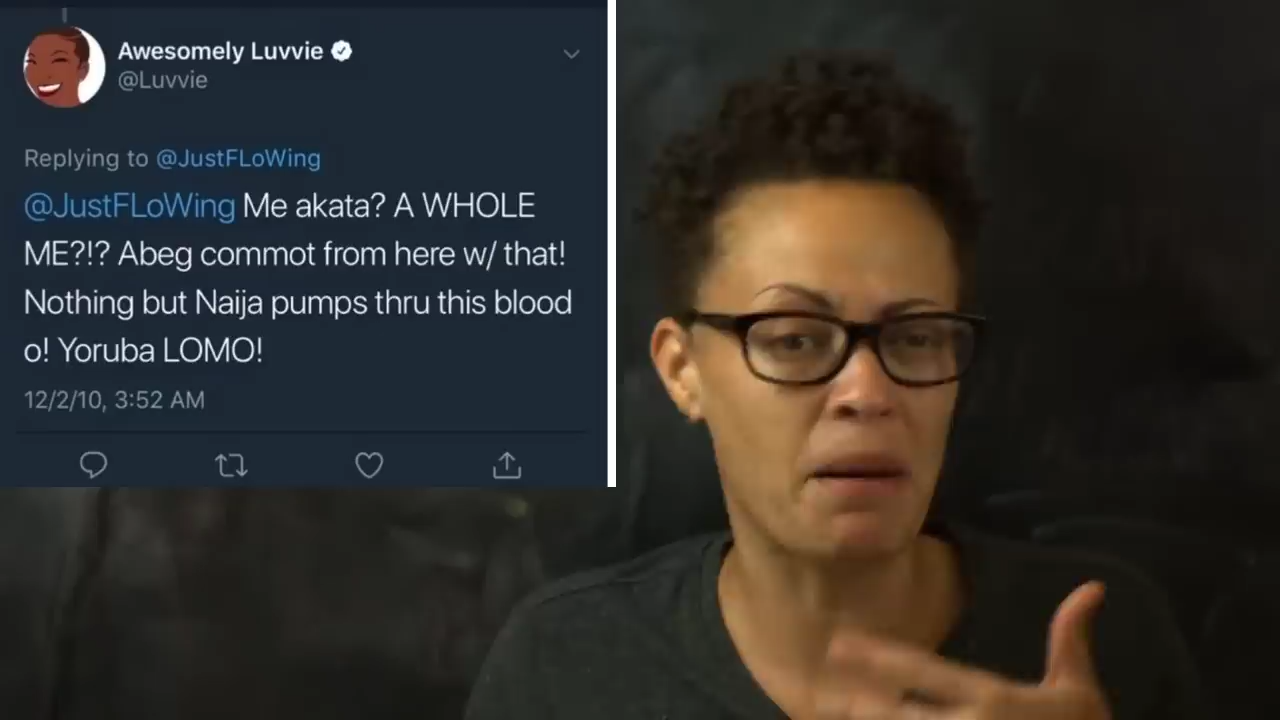 Awesomely Luvvie
@Luvvie
Replying to @JustFLoWing
@JustFLoWing Me akata? A WHOLE
ME?!? Abeg commot from here w/ that!
Nothing but Naija pumps thru this blood
o! Yoruba LOMO!
12/2/10, 3:52 AM